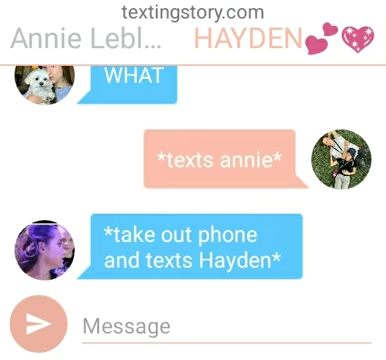 textingstory.com
Annie Lebl... HAYDEN💕💖
WHAT
*texts annie*
*take out phone
and texts Hayden*
Message